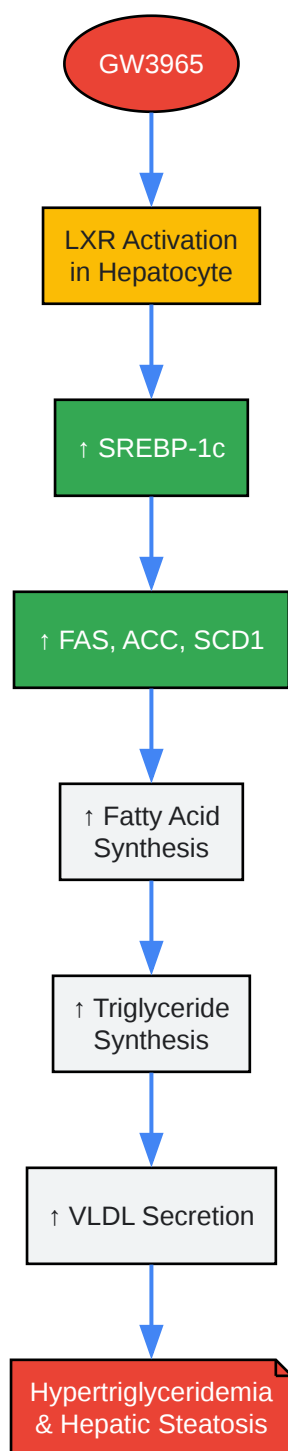 GW3965
LXR Activation
in Hepatocyte
↑ SREBP-1c
↑ FAS, ACC, SCD1
↑ Fatty Acid
Synthesis
↑ Triglyceride
Synthesis
↑ VLDL Secretion
Hypertriglyceridemia
& Hepatic Steatosis